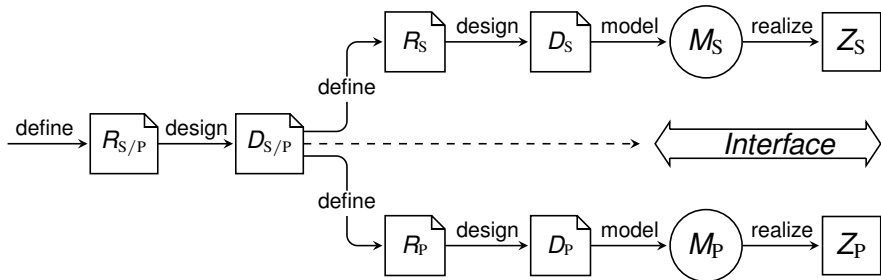 R_S design D_S model M_S realize Z_S
define
define R_S/P design D_S/P Interface
define
R_P design D_P model M_P realize Z_P